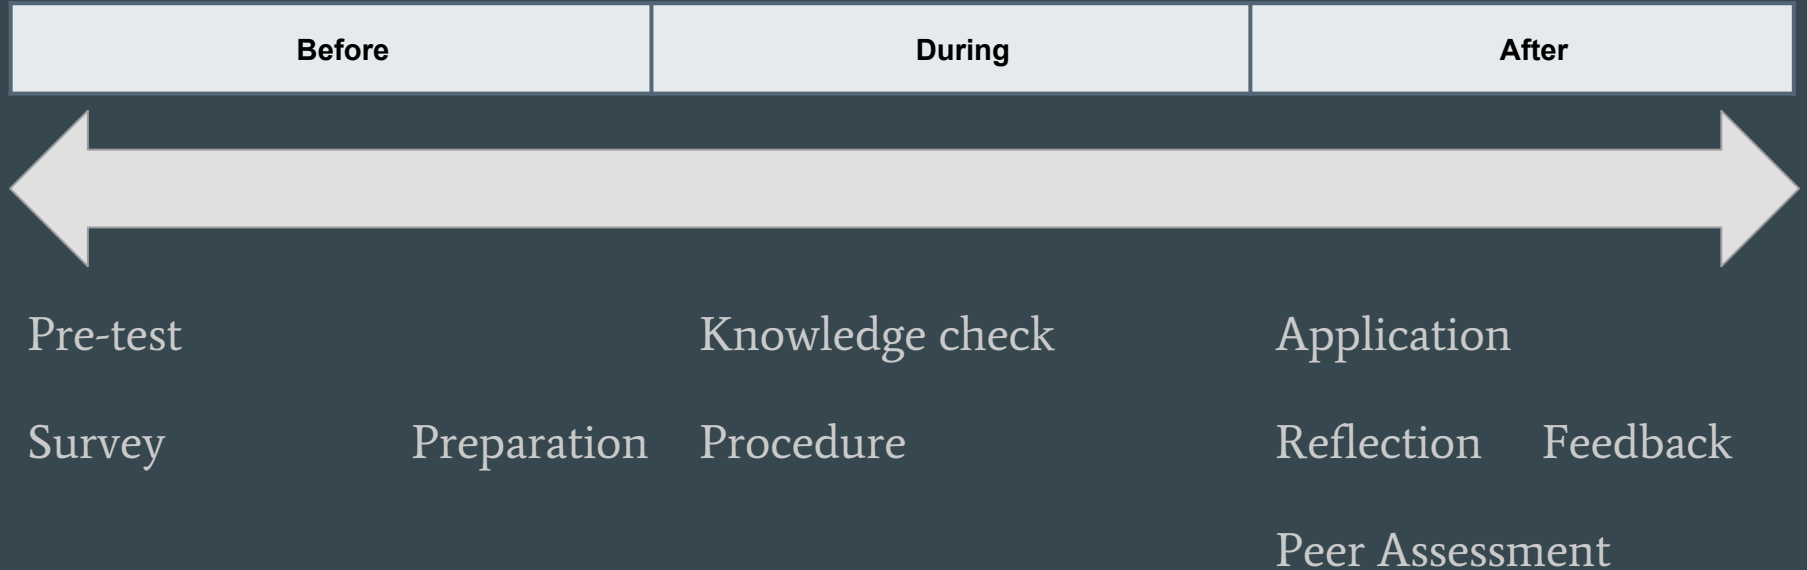 Before During After
Pre-test Knowledge check Application
Survey Preparation Procedure Reflection Feedback
Peer Assessment